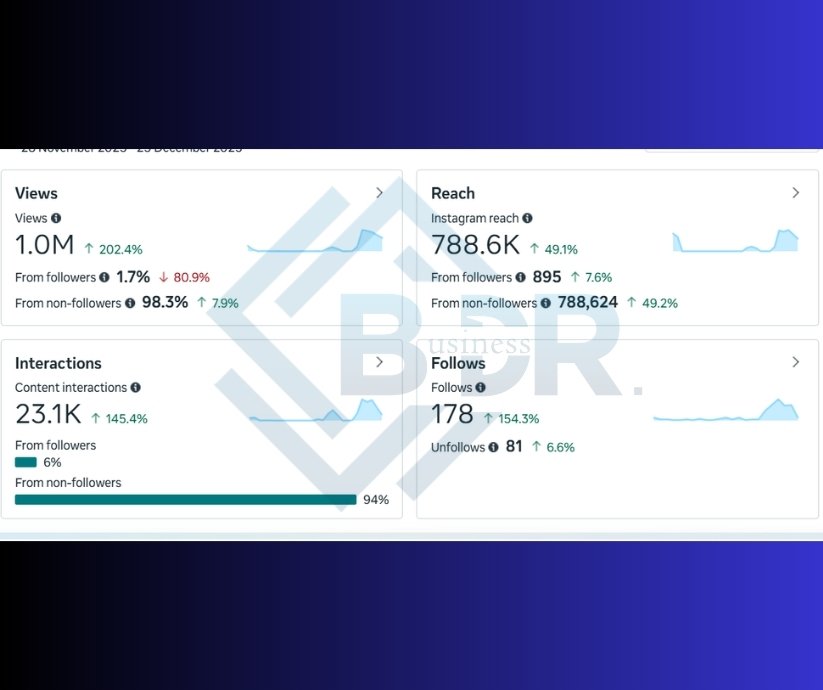 Views
Views
1.0M ↑ 202.4%
From followers 1.7% ↓ 80.9%
From non-followers 98.3% ↑ 7.9%
Reach
Instagram reach
788.6K ↑ 49.1%
From followers 895 ↑ 7.6%
From non-followers 788,624 ↑ 49.2%
Interactions
Content interactions
23.1K ↑ 145.4%
From followers
6%
From non-followers
94%
Follows
Follows
178 ↑ 154.3%
Unfollows 81 ↑ 6.6%
Business DR.